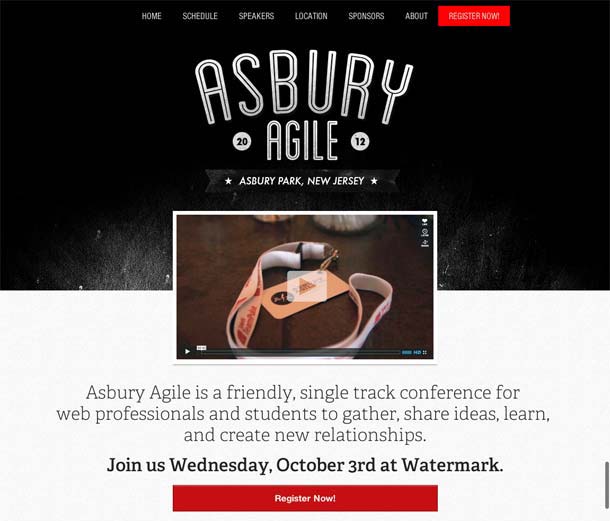 HOME SCHEDULE SPEAKERS LOCATION SPONSORS ABOUT REGISTER NOW!
ASBURY
20 AGILE 12
★ ASBURY PARK, NEW JERSEY ★
HD
Asbury Agile is a friendly, single track conference for
web professionals and students to gather, share ideas, learn,
and create new relationships.
Join us Wednesday, October 3rd at Watermark.
Register Now!